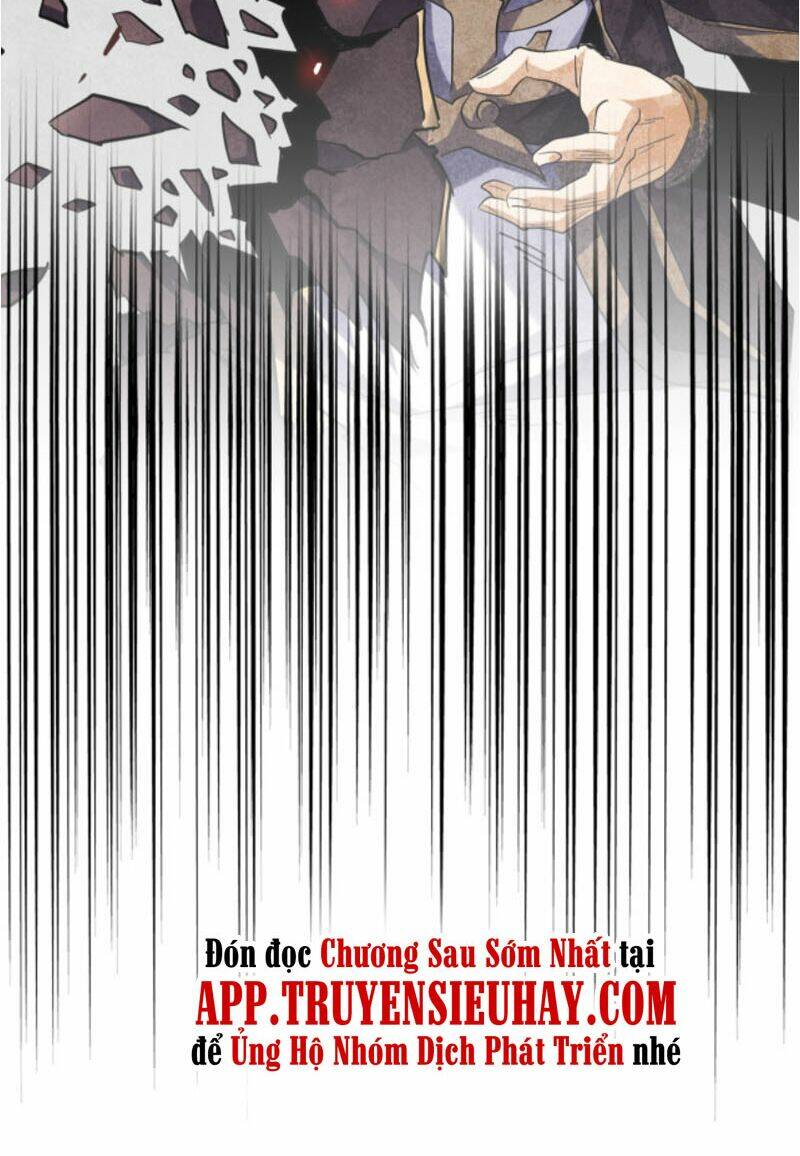 Đón đọc Chương Sau Sớm Nhất tại
APP.TRUYENSIEUHAY.COM
để Ủng Hộ Nhóm Dịch Phát Triển nhé